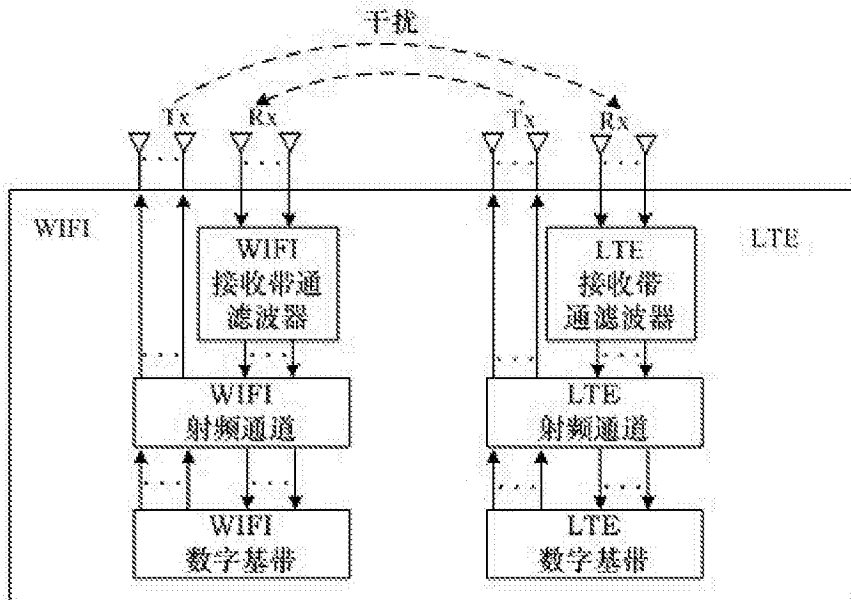 干扰
Tx
Rx
Tx
Rx
WIFI
LTE
WIFI
接收带通
滤波器
LTE
接收带
通滤波器
WIFI
射频通道
LTE
射频通道
WIFI
数字基带
LTE
数字基带